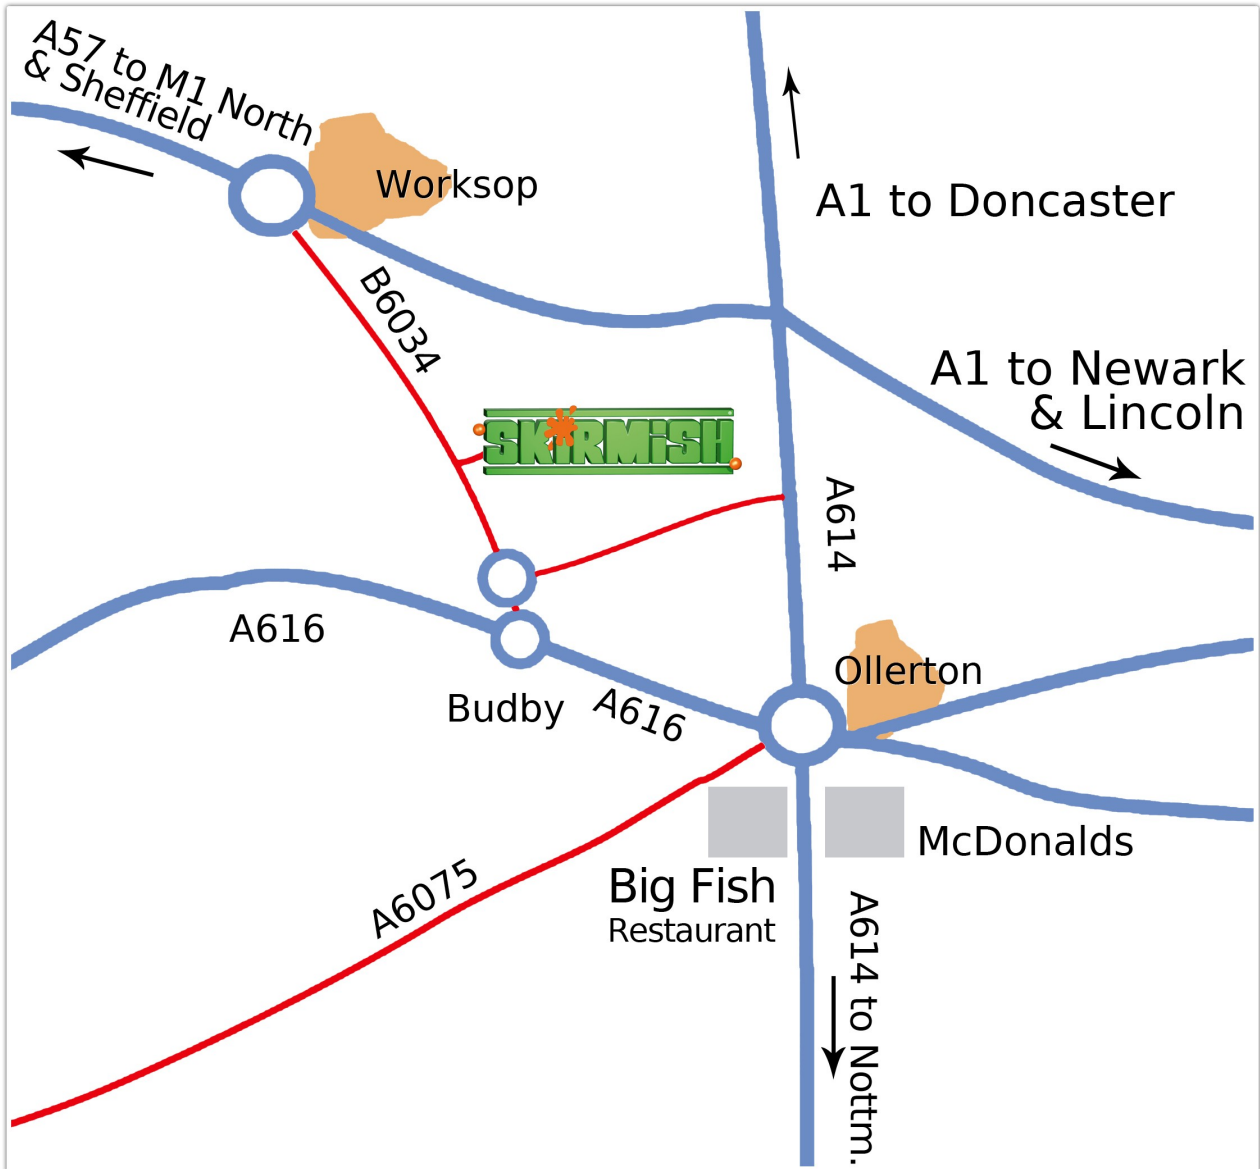 A57 to M1 North
& Sheffield
Worksop
A1 to Doncaster
B6034
A1 to Newark
& Lincoln
SKiRMiSH
A614
A616
Ollerton
Budby
A616
McDonalds
A6075
Big Fish
Restaurant
A614 to Nottm.